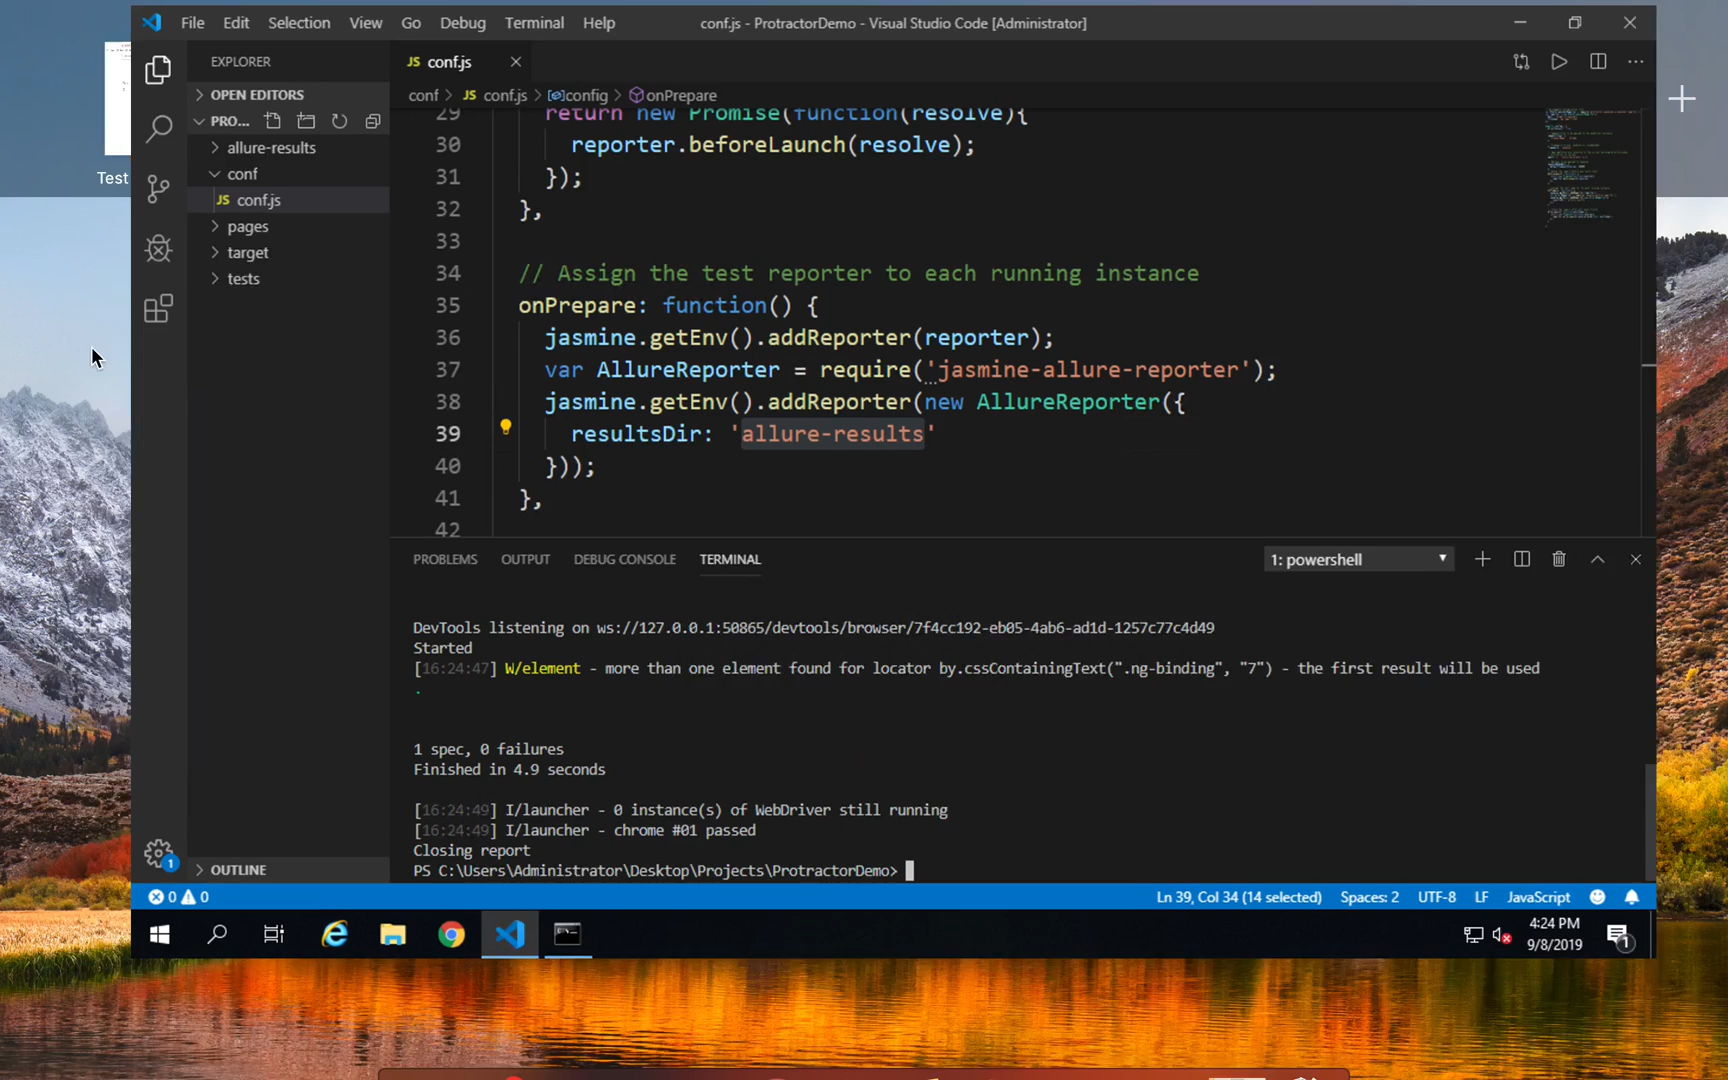 File Edit Selection View Go Debug Terminal Help
conf.js - ProtractorDemo - Visual Studio Code [Administrator]
EXPLORER
JS conf.js
OPEN EDITORS
conf > JS conf.js > config > onPrepare
PRO...
allure-results
conf
JS conf.js
pages
target
tests
OUTLINE
Test
29 return new Promise(function(resolve){
30 reporter.beforeLaunch(resolve);
31 });
32 },
33
34 // Assign the test reporter to each running instance
35 onPrepare: function() {
36 jasmine.getEnv().addReporter(reporter);
37 var AllureReporter = require('jasmine-allure-reporter');
38 jasmine.getEnv().addReporter(new AllureReporter({
39 resultsDir: 'allure-results'
40 }));
41 },
42
PROBLEMS OUTPUT DEBUG CONSOLE TERMINAL
1: powershell
DevTools listening on ws://127.0.0.1:50865/devtools/browser/7f4cc192-eb05-4ab6-ad1d-1257c77c4d49
Started
[16:24:47] W/element - more than one element found for locator by.cssContainingText(".ng-binding", "7") - the first result will be used
.
1 spec, 0 failures
Finished in 4.9 seconds
[16:24:49] I/launcher - 0 instance(s) of WebDriver still running
[16:24:49] I/launcher - chrome #01 passed
Closing report
PS C:\Users\Administrator\Desktop\Projects\ProtractorDemo>
1
0 0
Ln 39, Col 34 (14 selected) Spaces: 2 UTF-8 LF JavaScript
4:24 PM
9/8/2019
1